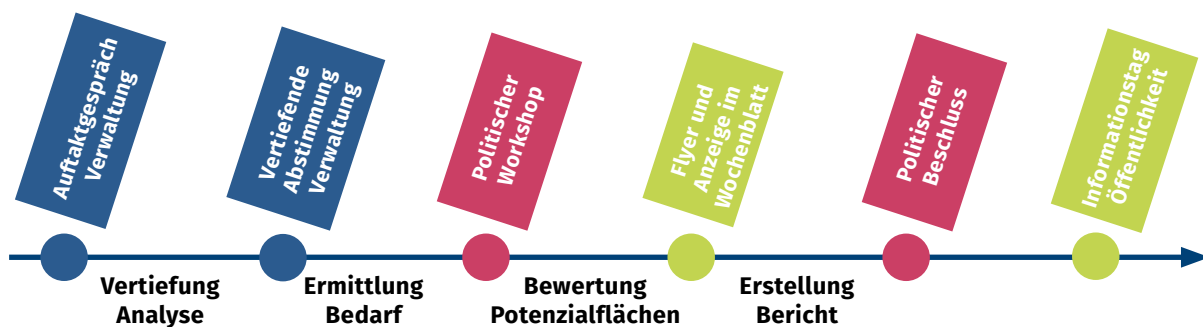 Auftaktgespräch
Verwaltung
Vertiefende
Abstimmung
Verwaltung
Politischer
Workshop
Flyer und
Anzeige im
Wochenblatt
Politischer
Beschluss
Informationstag
Öffentlichkeit
Vertiefung
Analyse
Ermittlung
Bedarf
Bewertung
Potenzialflächen
Erstellung
Bericht